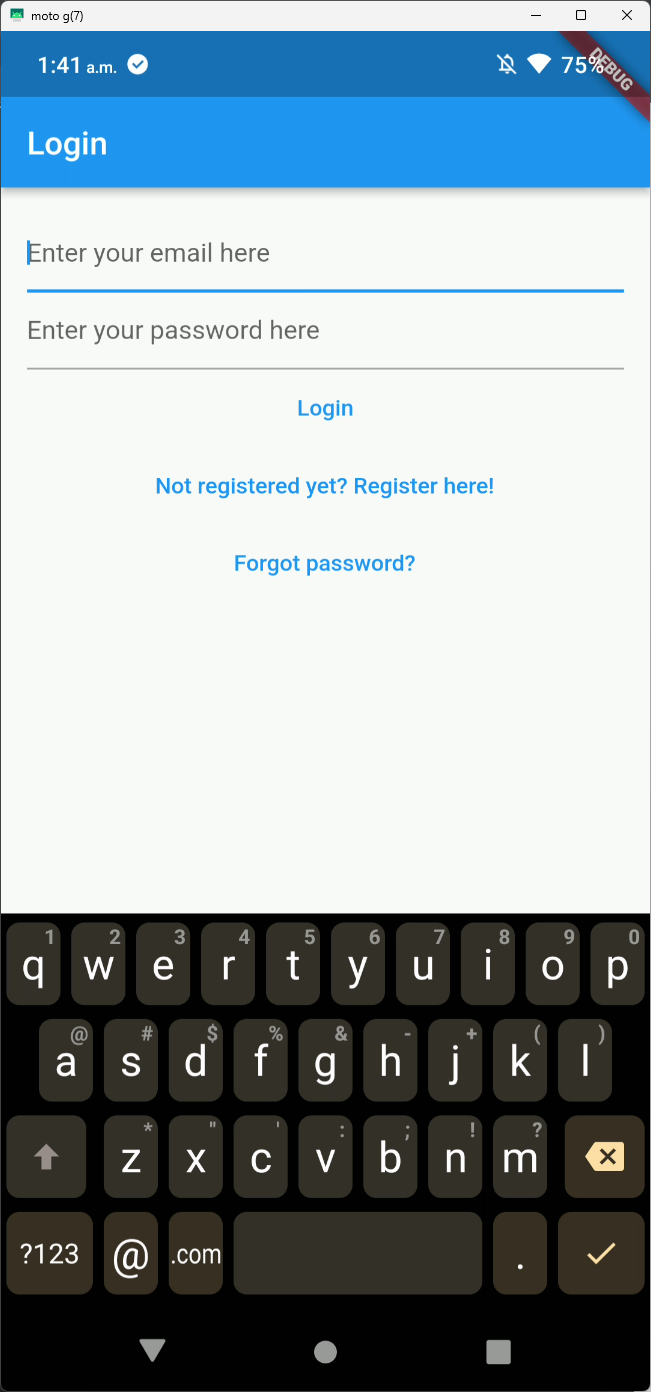 moto g(7)
1:41 a.m.
75%
DEBUG
Login
Enter your email here
Enter your password here
Login
Not registered yet? Register here!
Forgot password?
1 2 3 4 5 6 7 8 9 0
q w e r t y u i o p
@ # $ % & - + ( )
a s d f g h j k l
* " ' : ; ! ?
z x c v b n m
?123 @ .com .